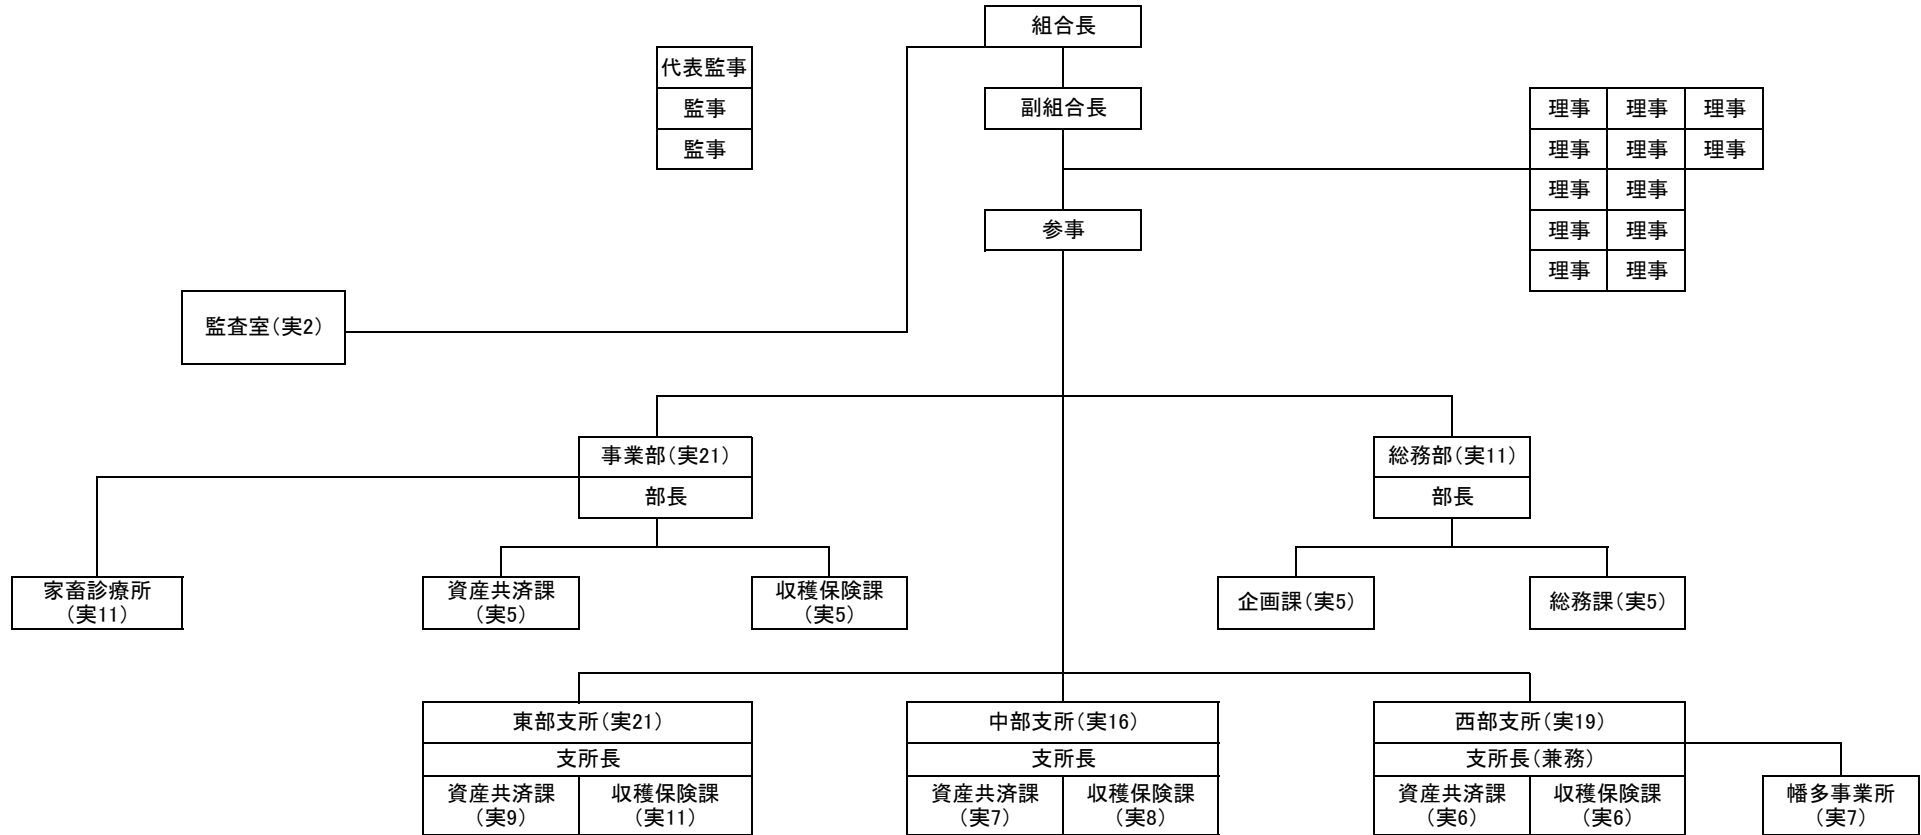 組合長
代表監事
監事
監事
副組合長
理事 理事 理事
理事 理事 理事
理事 理事
理事 理事
理事 理事
参事
監査室（実2）
事業部（実21）
部長
総務部（実11）
部長
家畜診療所
（実11）
資産共済課
（実5）
収穫保険課
（実5）
企画課（実5）
総務課（実5）
東部支所（実21）
支所長
資産共済課
（実9）
収穫保険課
（実11）
中部支所（実16）
支所長
資産共済課
（実7）
収穫保険課
（実8）
西部支所（実19）
支所長（兼務）
資産共済課
（実6）
収穫保険課
（実6）
幡多事業所
（実7）